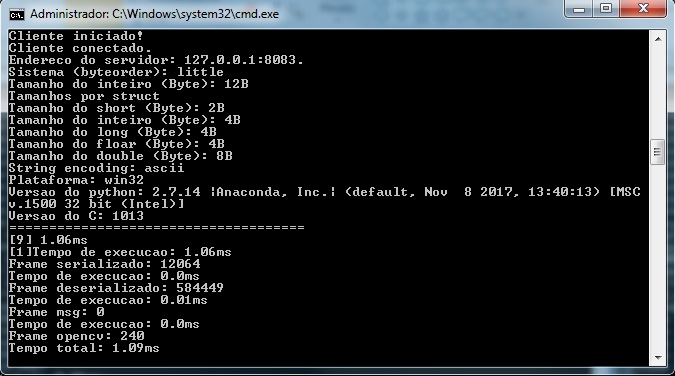 Administrador: C:\Windows\system32\cmd.exe
Cliente iniciado!
Cliente conectado.
Endereco do servidor: 127.0.0.1:8083.
Sistema (byteorder): little
Tamanho do inteiro (Byte): 12B
Tamanhos por struct
Tamanho do short (Byte): 2B
Tamanho do inteiro (Byte): 4B
Tamanho do long (Byte): 4B
Tamanho do floar (Byte): 4B
Tamanho do double (Byte): 8B
String encoding: ascii
Plataforma: win32
Versao do python: 2.7.14 |Anaconda, Inc.| (default, Nov  8 2017, 13:40:13) [MSC
v.1500 32 bit (Intel)]
Versao do C: 1013
=====================================
[9] 1.06ms
[1]Tempo de execucao: 1.06ms
Frame serializado: 12064
Tempo de execucao: 0.0ms
Frame deserializado: 584449
Tempo de execucao: 0.01ms
Frame msg: 0
Tempo de execucao: 0.0ms
Frame opencv: 240
Tempo total: 1.09ms